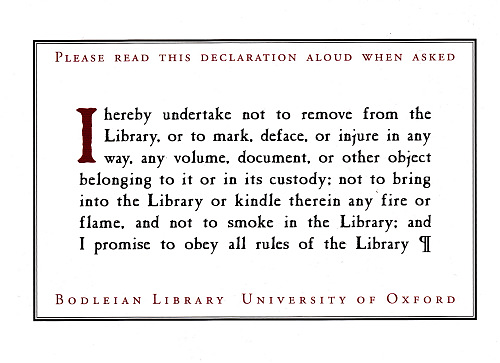 Please read this declaration aloud when asked
I hereby undertake not to remove from the
Library, or to mark, deface, or injure in any
way, any volume, document, or other object
belonging to it or in its custody; not to bring
into the Library or kindle therein any fire or
flame, and not to smoke in the Library; and
I promise to obey all rules of the Library ¶
Bodleian Library University of Oxford